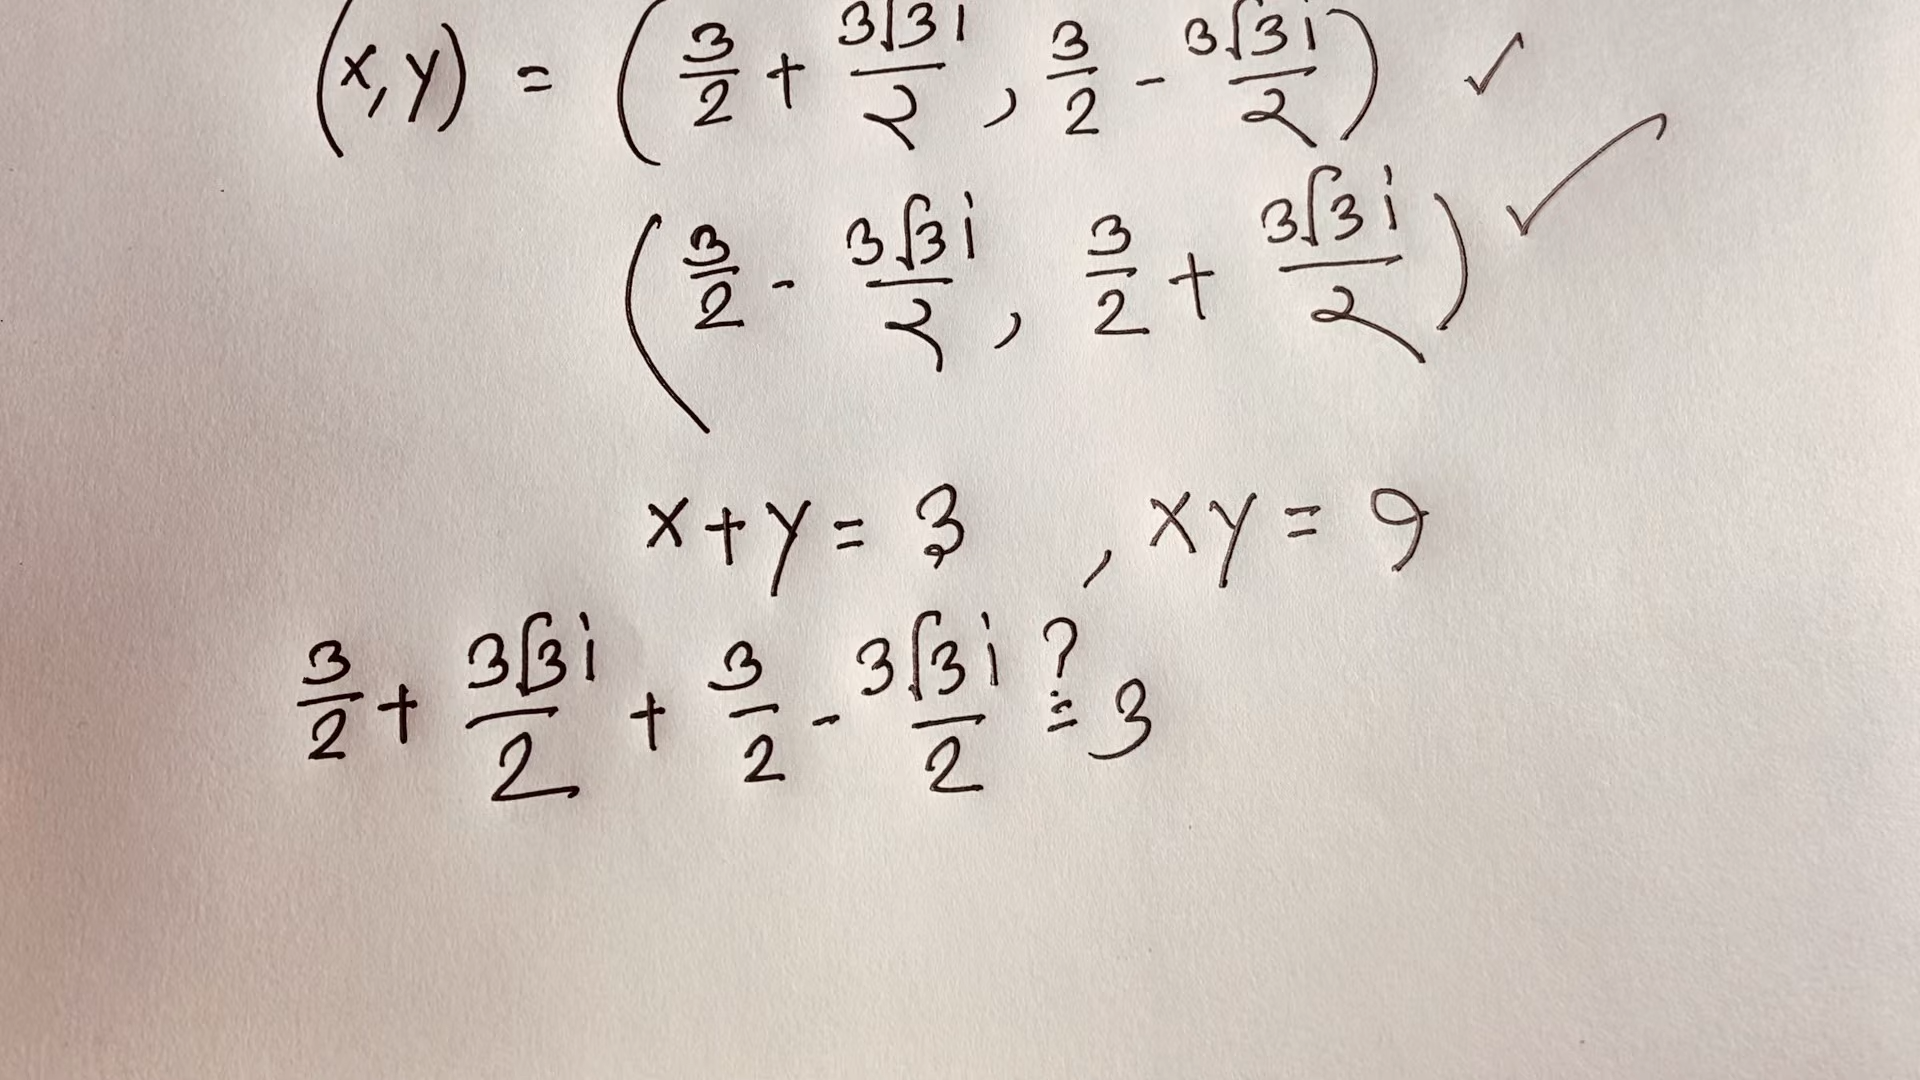 (x,y) = (3/2 + 3√3i/2, 3/2 - 3√3i/2) ✓
(3/2 - 3√3i/2, 3/2 + 3√3i/2) ✓
x+y = 3 , xy = 9
3/2 + 3√3i/2 + 3/2 - 3√3i/2 ?= 3